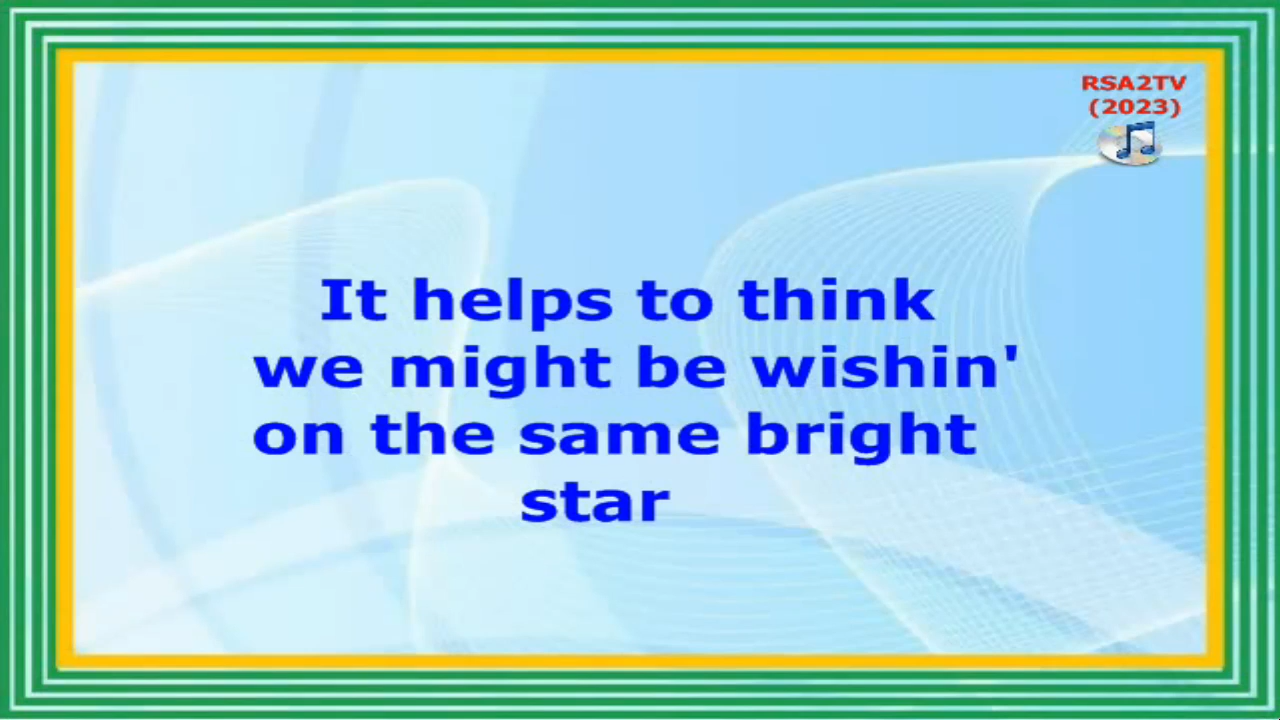 RSA2TV
(2023)
It helps to think
we might be wishin'
on the same bright
star